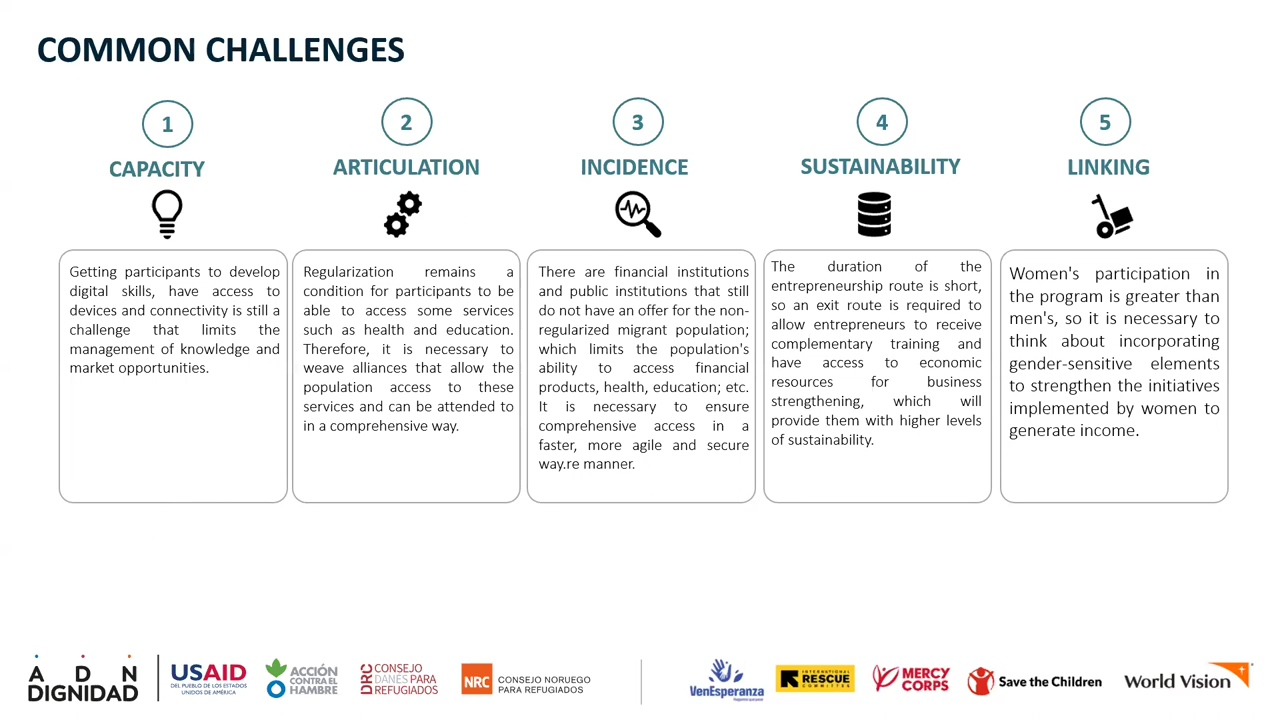 COMMON CHALLENGES
1
CAPACITY
Getting participants to develop
digital skills, have access to
devices and connectivity is still a
challenge that limits the
management of knowledge and
market opportunities.
2
ARTICULATION
Regularization remains a
condition for participants to be
able to access some services
such as health and education.
Therefore, it is necessary to
weave alliances that allow the
population access to these
services and can be attended to
in a comprehensive way.
3
INCIDENCE
There are financial institutions
and public institutions that still
do not have an offer for the non-
regularized migrant population;
which limits the population's
ability to access financial
products, health, education; etc.
It is necessary to ensure
comprehensive access in a
faster, more agile and secure
way.re manner.
4
SUSTAINABILITY
The duration of the
entrepreneurship route is short,
so an exit route is required to
allow entrepreneurs to receive
complementary training and
have access to economic
resources for business
strengthening, which will
provide them with higher levels
of sustainability.
5
LINKING
Women's participation in
the program is greater than
men's, so it is necessary to
think about incorporating
gender-sensitive elements
to strengthen the initiatives
implemented by women to
generate income.
ADN
DIGNIDAD
USAID
DEL PUEBLO DE LOS ESTADOS
UNIDOS DE AMÉRICA
ACCIÓN
CONTRA EL
HAMBRE
DRC
CONSEJO
DANÉS PARA
REFUGIADOS
NRC
CONSEJO NORUEGO
PARA REFUGIADOS
VenEsperanza
INTERNATIONAL
RESCUE
COMMITTEE
MERCY
CORPS
Save the Children
World Vision